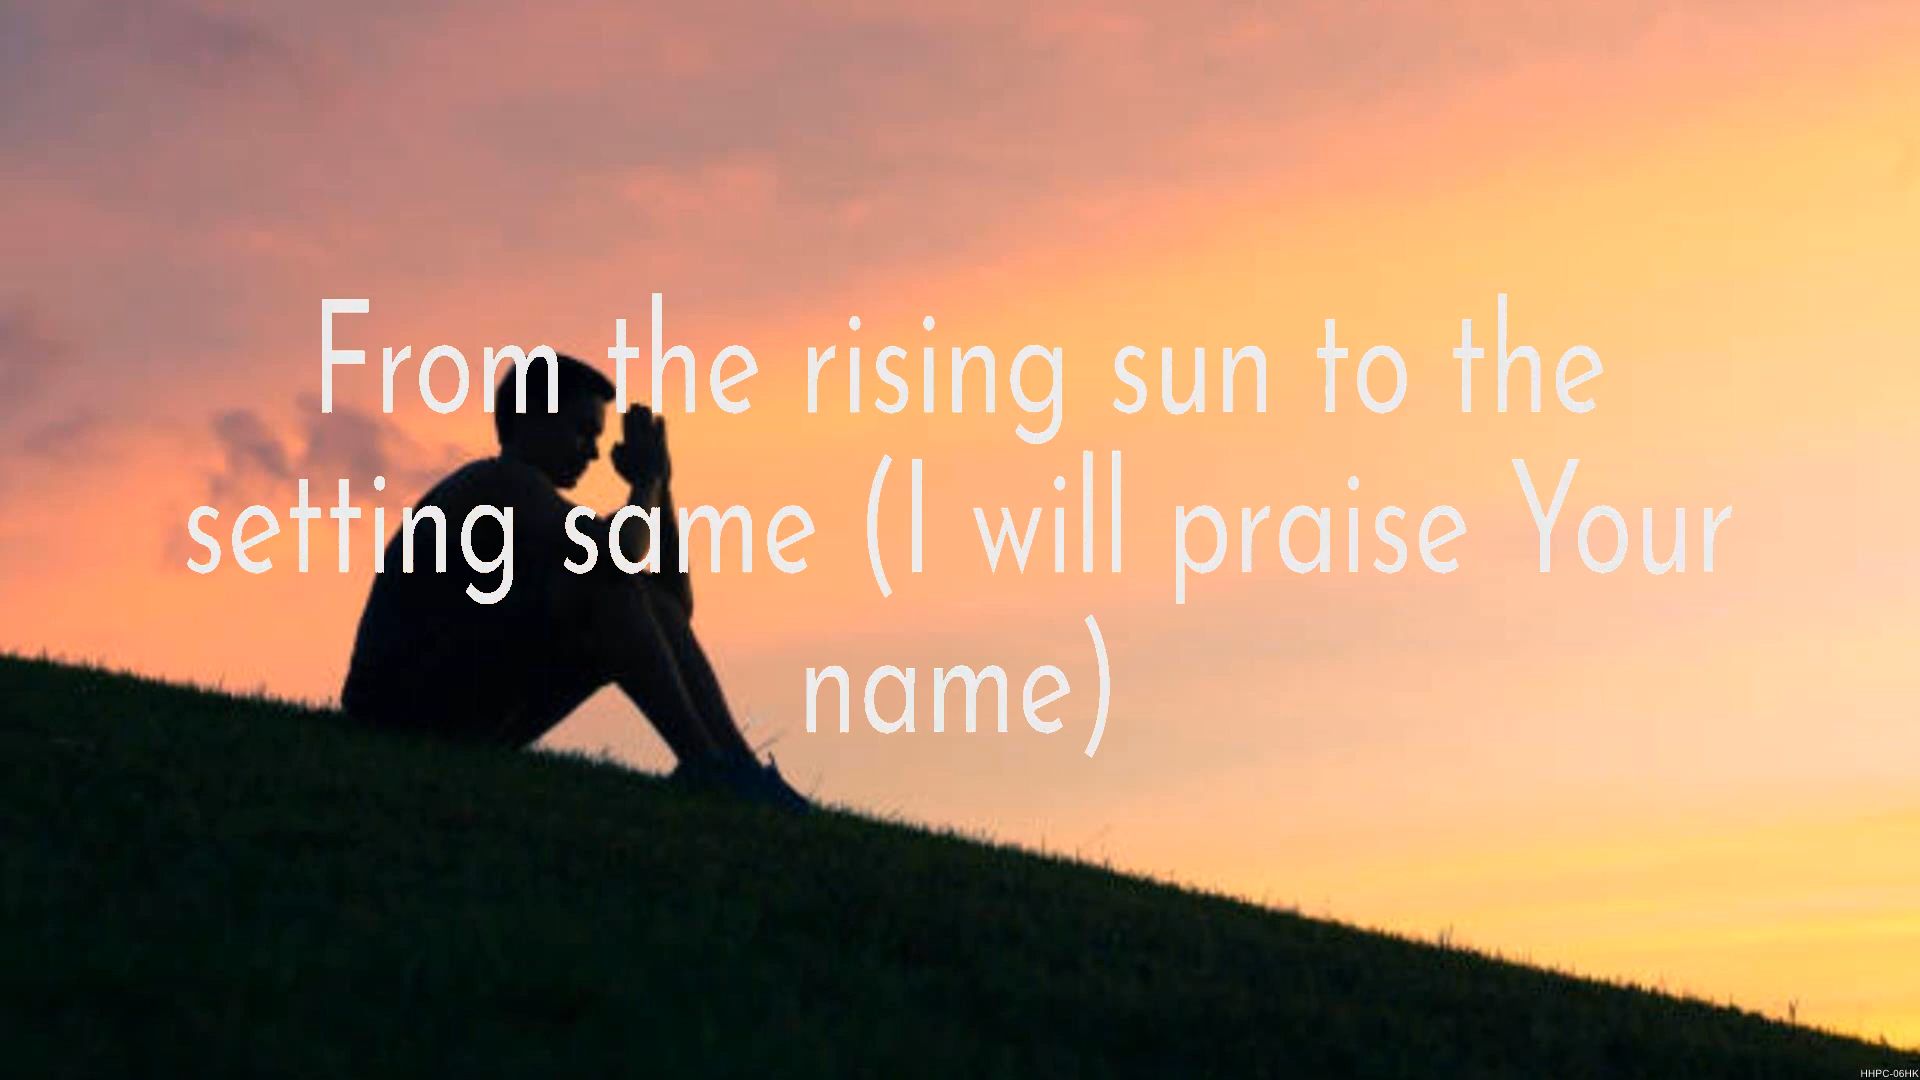 From the rising sun to the
setting same (I will praise Your
name)
HHPC-06HK